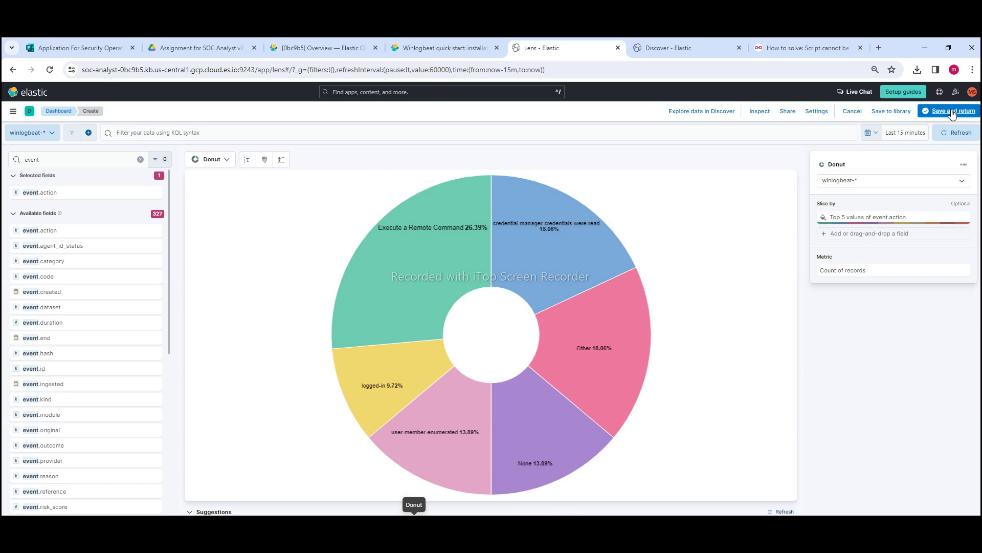 Application For Security Opera
Assignment for SOC Analyst v
[0bc9b5] Overview — Elastic C
Winlogbeat quick start: installa
Lens - Elastic
Discover - Elastic
How to solve: Script cannot be
soc-analyst-0bc9b5.kb.us-central1.gcp.cloud.es.io:9243/app/lens#/?_g=(filters:!(),refreshInterval:(pause:!t,value:60000),time:(from:now-15m,to:now))
elastic
Find apps, content, and more.
^/
Live Chat
Setup guides
D
Dashboard
Create
Explore data in Discover
Inspect
Share
Settings
Cancel
Save to library
Save and return
winlogbeat-*
Filter your data using KQL syntax
Last 15 minutes
Refresh
event
0
Donut
Selected fields
1
event.action
Available fields
327
event.action
event.agent_id_status
event.category
event.code
event.created
event.dataset
event.duration
event.end
event.hash
event.id
event.ingested
event.kind
event.module
event.original
event.outcome
event.provider
event.reason
event.reference
event.risk_score
Execute a Remote Command 26.39%
credential manager credentials were read
18.06%
Recorded with iTop Screen Recorder
Other 18.06%
logged-in 9.72%
user-member-enumerated 13.89%
None 13.89%
Donut
Suggestions
Refresh
Donut
winlogbeat-*
Slice by
Optional
Top 5 values of event.action
Add or drag-and-drop a field
Metric
Count of records